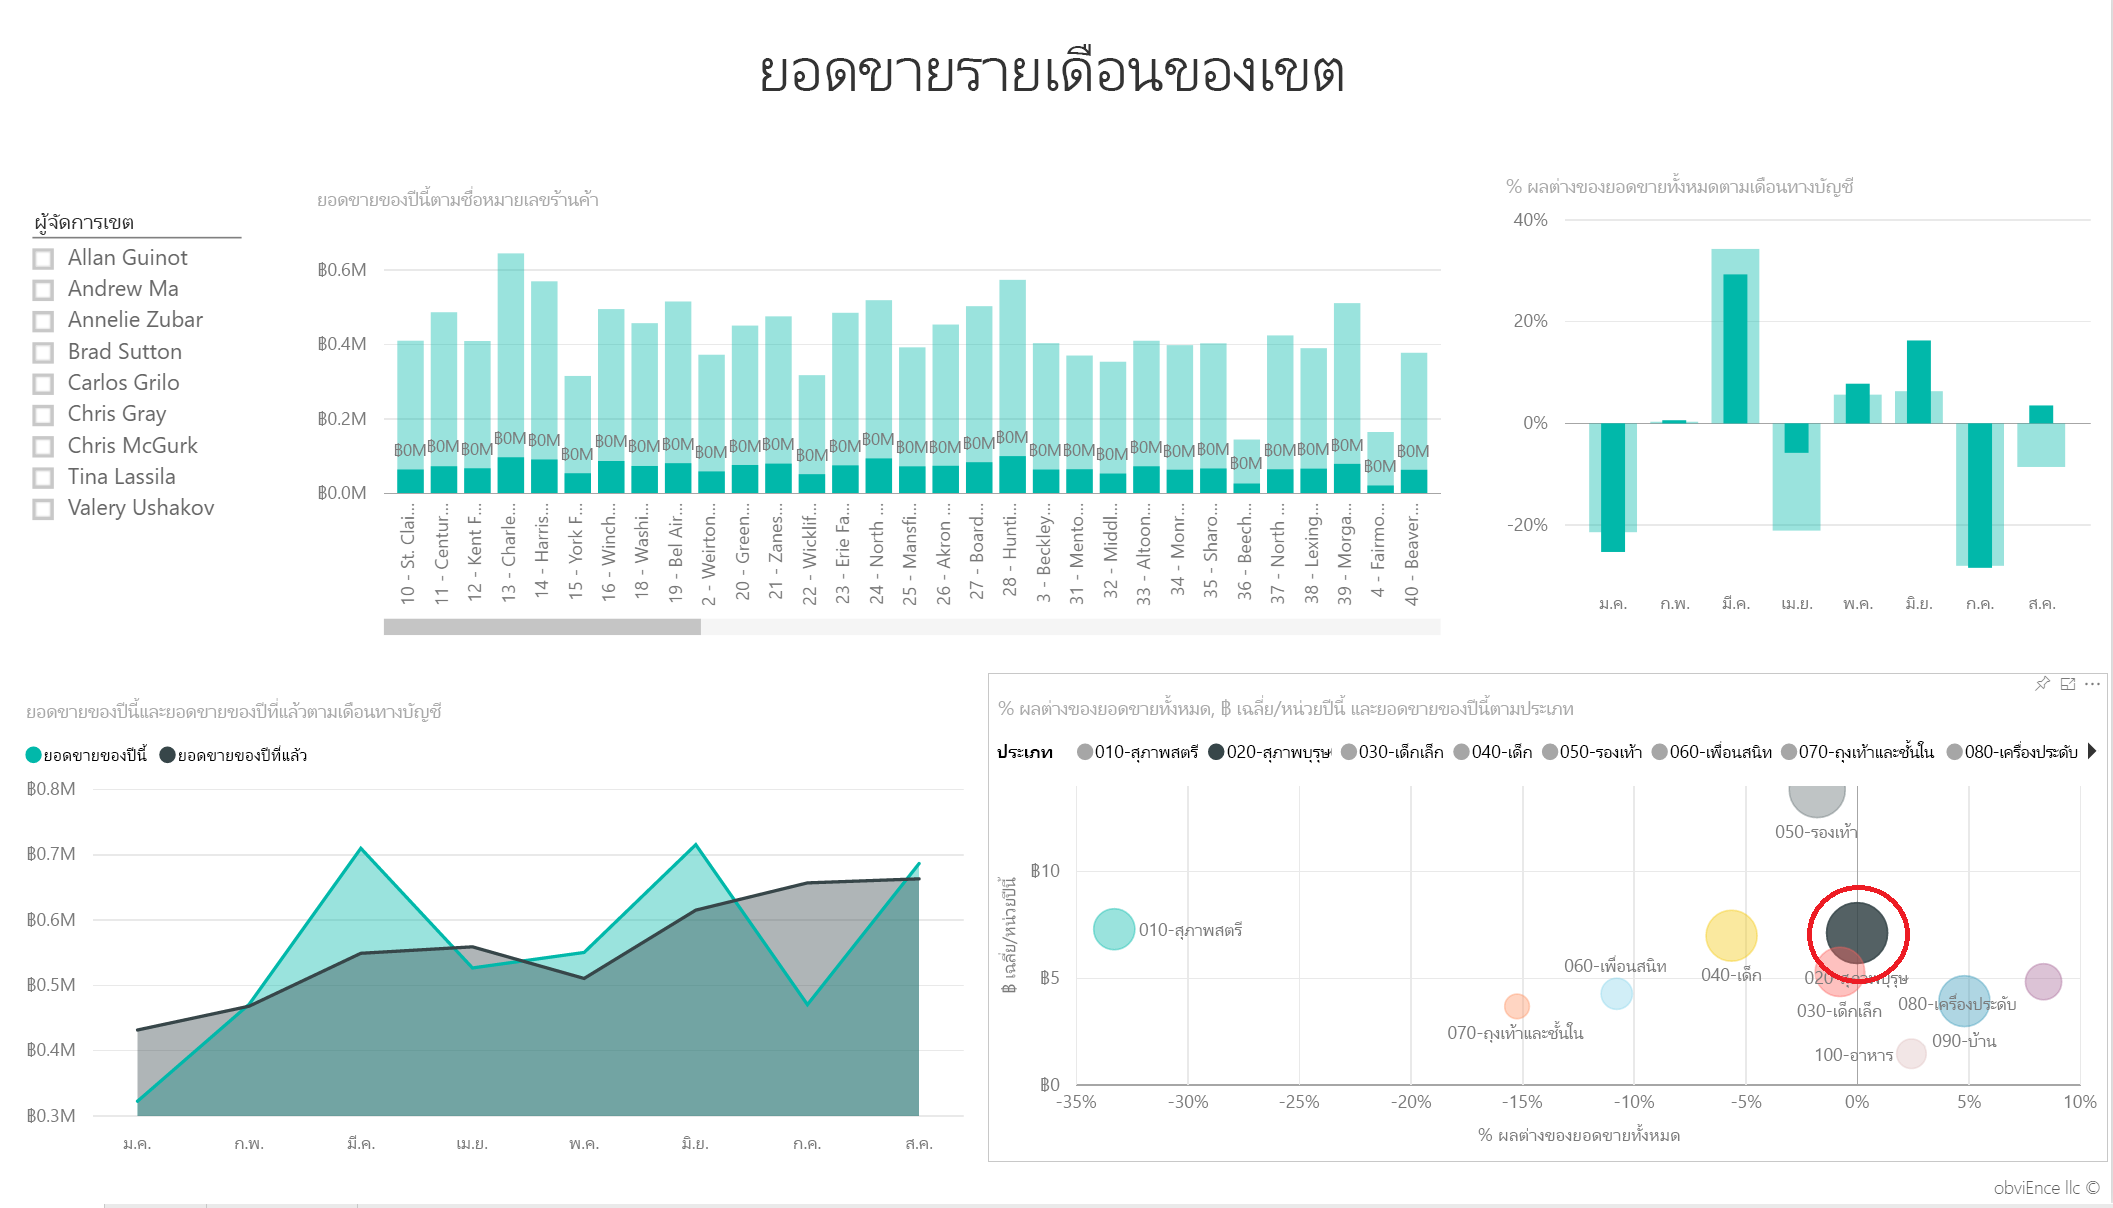 ยอดขายรายเดือนของเขต
ผู้จัดการเขต
Allan Guinot
Andrew Ma
Annelie Zubar
Brad Sutton
Carlos Grilo
Chris Gray
Chris McGurk
Tina Lassila
Valery Ushakov
ยอดขายของปีนี้ตามชื่อหมายเลขร้านค้า
฿0.6M
฿0.4M
฿0.2M
฿0.0M
฿0M ฿0M ฿0M ฿0M ฿0M ฿0M ฿0M ฿0M ฿0M ฿0M ฿0M ฿0M ฿0M ฿0M ฿0M ฿0M ฿0M ฿0M ฿0M ฿0M ฿0M ฿0M ฿0M ฿0M ฿0M ฿0M ฿0M ฿0M ฿0M ฿0M ฿0M
10 - St. Clai...
11 - Centur...
12 - Kent F...
13 - Charle...
14 - Harris...
15 - York F...
16 - Winch...
18 - Washi...
19 - Bel Air...
2 - Weirton...
20 - Green...
21 - Zanes...
22 - Wicklif...
23 - Erie Fa...
24 - North ...
25 - Mansfi...
26 - Akron ...
27 - Board...
28 - Hunti...
3 - Beckley...
31 - Mento...
32 - Middl...
33 - Altoon...
34 - Monr...
35 - Sharo...
36 - Beech...
37 - North ...
38 - Lexing...
39 - Morga...
4 - Fairmo...
40 - Beaver...
% ผลต่างของยอดขายทั้งหมดตามเดือนทางบัญชี
40%
20%
0%
-20%
ม.ค. ก.พ. มี.ค. เม.ย. พ.ค. มิ.ย. ก.ค. ส.ค.
ยอดขายของปีนี้และยอดขายของปีที่แล้วตามเดือนทางบัญชี
ยอดขายของปีนี้ ยอดขายของปีที่แล้ว
฿0.8M
฿0.7M
฿0.6M
฿0.5M
฿0.4M
฿0.3M
ม.ค. ก.พ. มี.ค. เม.ย. พ.ค. มิ.ย. ก.ค. ส.ค.
% ผลต่างของยอดขายทั้งหมด, ฿ เฉลี่ย/หน่วยปีนี้ และยอดขายของปีนี้ตามประเภท
ประเภท 010-สุภาพสตรี 020-สุภาพบุรุษ 030-เด็กเล็ก 040-เด็ก 050-รองเท้า 060-เพื่อนสนิท 070-ถุงเท้าและชั้นใน 080-เครื่องประดับ
฿ เฉลี่ย/หน่วยปีนี้
฿10
฿5
฿0
050-รองเท้า
010-สุภาพสตรี
060-เพื่อนสนิท
040-เด็ก
020-สุภาพบุรุษ
030-เด็กเล็ก
080-เครื่องประดับ
070-ถุงเท้าและชั้นใน
090-บ้าน
100-อาหาร
-35% -30% -25% -20% -15% -10% -5% 0% 5% 10%
% ผลต่างของยอดขายทั้งหมด
obviEnce llc ©